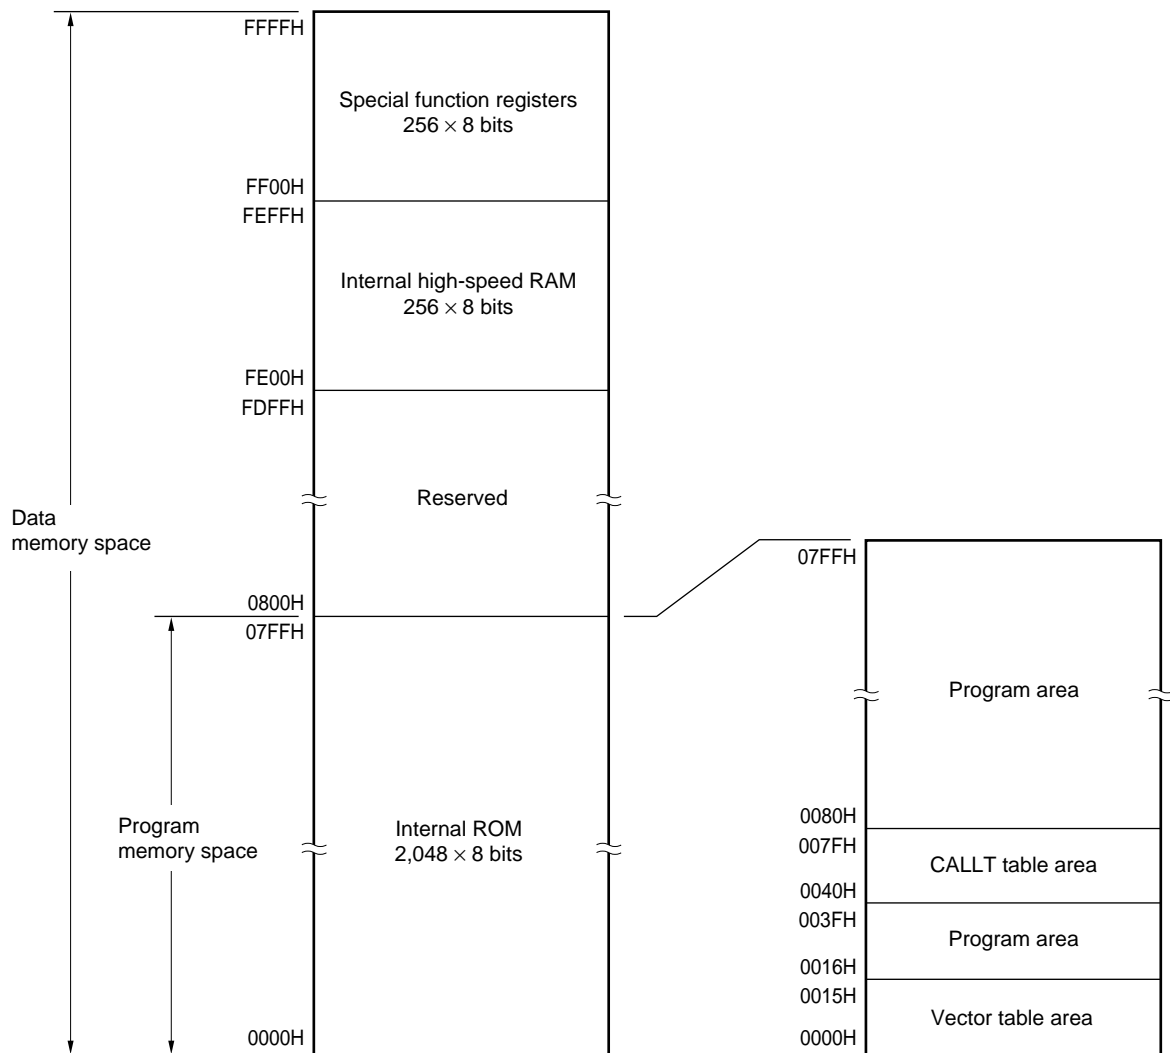 FFFFH
Special function registers
256 × 8 bits
FF00H
FEFFH
Internal high-speed RAM
256 × 8 bits
FE00H
FDFFH
Reserved
Data
memory space
0800H
07FFH
Program
memory space
Internal ROM
2,048 × 8 bits
0000H
07FFH
Program area
0080H
007FH
CALLT table area
0040H
003FH
Program area
0016H
0015H
Vector table area
0000H